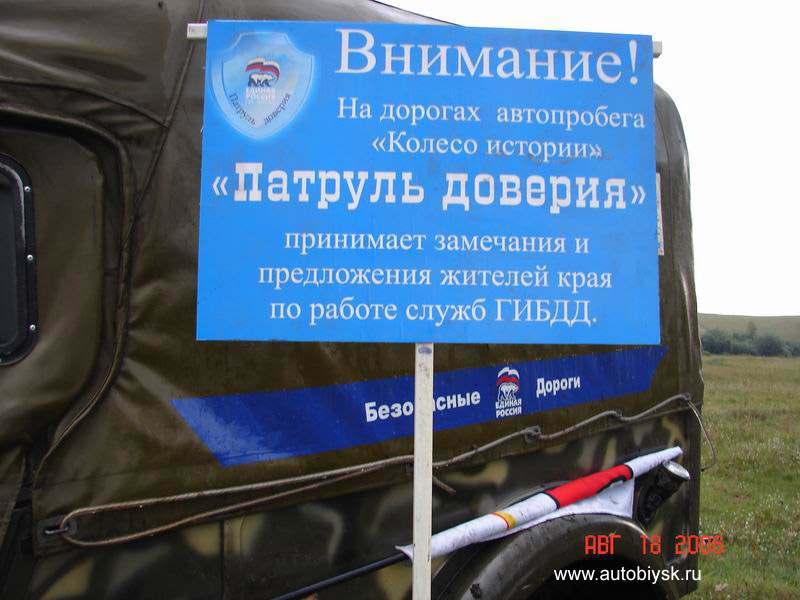 Внимание!
ЕДИНАЯ
РОССИЯ
Патруль доверия
На дорогах автопробега
«Колесо истории»
«Патруль доверия»
принимает замечания и
предложения жителей края
по работе служб ГИБДД.
Безопасные
ЕДИНАЯ
РОССИЯ
Дороги
АВГ 18 2006
www.autobiysk.ru